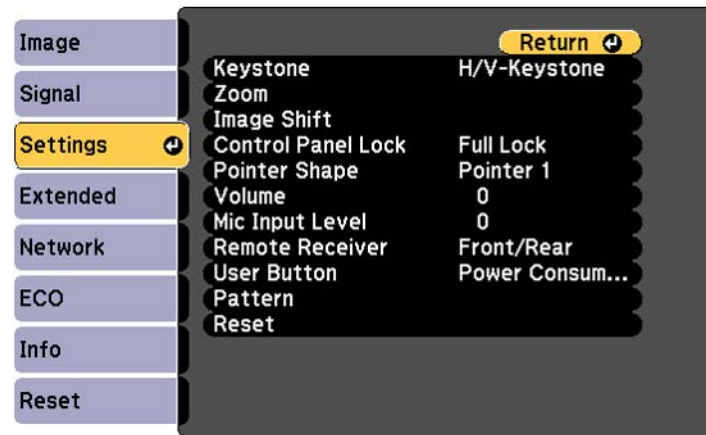 Image
Signal
Settings
Extended
Network
ECO
Info
Reset
Return
Keystone H/V-Keystone
Zoom
Image Shift
Control Panel Lock Full Lock
Pointer Shape Pointer 1
Volume 0
Mic Input Level 0
Remote Receiver Front/Rear
User Button Power Consum...
Pattern
Reset